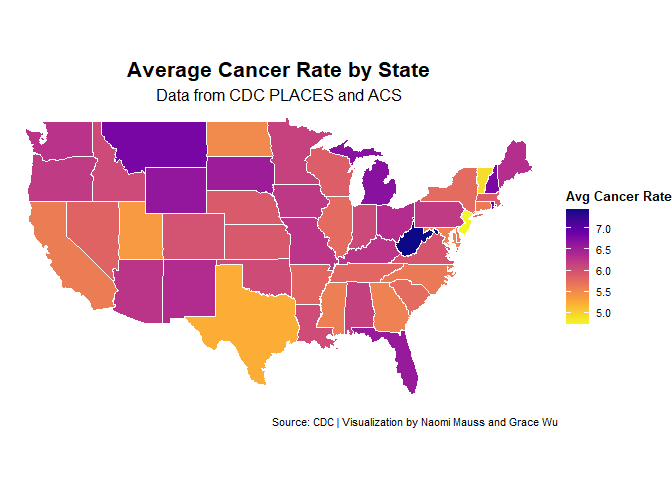 Average Cancer Rate by State
Data from CDC PLACES and ACS
Avg Cancer Rate
7.0
6.5
6.0
5.5
5.0
Source: CDC | Visualization by Naomi Mauss and Grace Wu